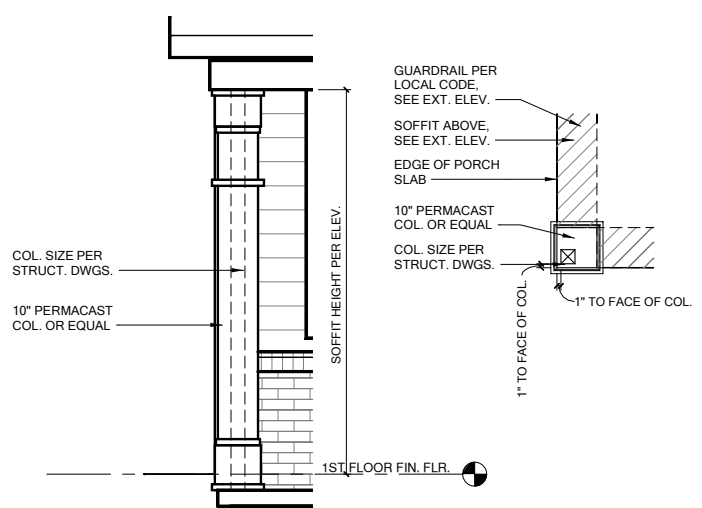 GUARDRAIL PER
LOCAL CODE,
SEE EXT. ELEV.
SOFFIT ABOVE,
SEE EXT. ELEV.
EDGE OF PORCH
SLAB
10" PERMACAST
COL. OR EQUAL
COL. SIZE PER
STRUCT. DWGS.
1" TO FACE OF COL.
1" TO FACE OF COL.
COL. SIZE PER
STRUCT. DWGS.
10" PERMACAST
COL. OR EQUAL
SOFFIT HEIGHT PER ELEV.
1ST FLOOR FIN. FLR.